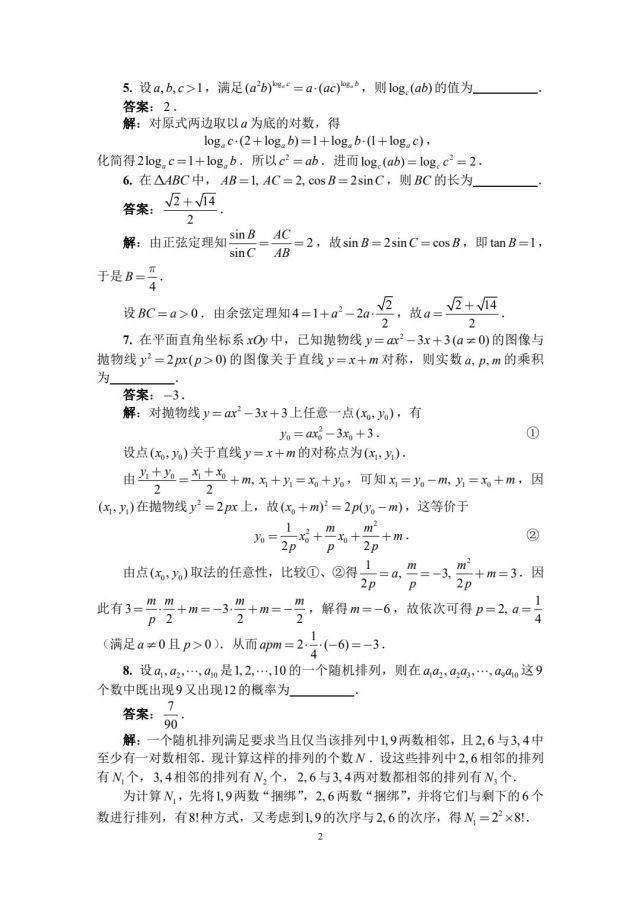 5. 设 a, b, c > 1，满足 (a²b)^{logₐ c} = a·(ac)^{logₐ b}，则 log_c(ab) 的值为________．
答案：2．
解：对原式两边取以 a 为底的对数，得
logₐ c·(2 + logₐ b) = 1 + logₐ b·(1 + logₐ c)，
化简得 2logₐ c = 1 + logₐ b．所以 c² = ab．进而 log_c(ab) = log_c c² = 2．
6. 在 △ABC 中，AB = 1, AC = 2, cos B = 2sin C，则 BC 的长为________．
答案：(√2 + √14)/2．
解：由正弦定理知 sin B/sin C = AC/AB = 2，故 sin B = 2sin C = cos B，即 tan B = 1，
于是 B = π/4．
设 BC = a > 0．由余弦定理知 4 = 1 + a² − 2a·√2/2，故 a = (√2 + √14)/2．
7. 在平面直角坐标系 xOy 中，已知抛物线 y = ax² − 3x + 3 (a ≠ 0) 的图像与
抛物线 y² = 2px (p > 0) 的图像关于直线 y = x + m 对称，则实数 a, p, m 的乘积
为________．
答案：−3．
解：对抛物线 y = ax² − 3x + 3 上任意一点 (x₀, y₀)，有
y₀ = ax₀² − 3x₀ + 3． ①
设点 (x₀, y₀) 关于直线 y = x + m 的对称点为 (x₁, y₁)．
由 (y₁ + y₀)/2 = (x₁ + x₀)/2 + m, x₁ + y₁ = x₀ + y₀，可知 x₁ = y₀ − m, y₁ = x₀ + m，因
(x₁, y₁) 在抛物线 y² = 2px 上，故 (x₀ + m)² = 2p(y₀ − m)，这等价于
y₀ = 1/(2p) x₀² + m/p x₀ + m²/(2p) + m． ②
由点 (x₀, y₀) 取法的任意性，比较①、②得 1/(2p) = a, m/p = −3, m²/(2p) + m = 3．因
此有 3 = m/p·m/2 + m = −3·m/2 + m = −m/2，解得 m = −6，故依次可得 p = 2, a = 1/4
（满足 a ≠ 0 且 p > 0）．从而 apm = 2·1/4·(−6) = −3．
8. 设 a₁, a₂, ⋯, a₁₀ 是 1, 2, ⋯, 10 的一个随机排列，则在 a₁a₂, a₂a₃, ⋯, a₉a₁₀ 这 9
个数中既出现 9 又出现 12 的概率为________．
答案：7/90．
解：一个随机排列满足要求当且仅当该排列中 1, 9 两数相邻，且 2, 6 与 3, 4 中
至少有一对数相邻．现计算这样的排列的个数 N．设这些排列中 2, 6 相邻的排列
有 N₁ 个，3, 4 相邻的排列有 N₂ 个，2, 6 与 3, 4 两对数都相邻的排列有 N₃ 个．
为计算 N₁，先将 1, 9 两数“捆绑”，2, 6 两数“捆绑”，并将它们与剩下的 6 个
数进行排列，有 8! 种方式，又考虑到 1, 9 的次序与 2, 6 的次序，得 N₁ = 2² × 8!．
2